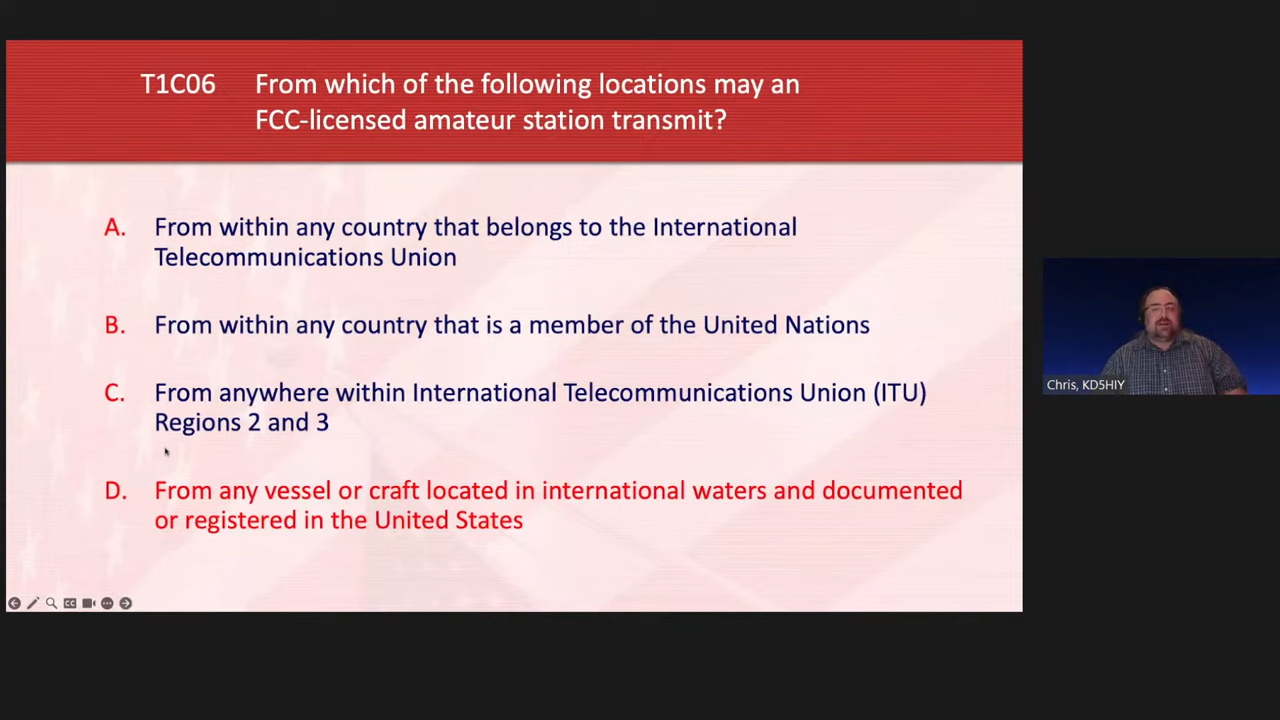 T1C06 From which of the following locations may an
FCC-licensed amateur station transmit?
A. From within any country that belongs to the International
Telecommunications Union
B. From within any country that is a member of the United Nations
C. From anywhere within International Telecommunications Union (ITU)
Regions 2 and 3
D. From any vessel or craft located in international waters and documented
or registered in the United States
Chris, KD5HIY
CC